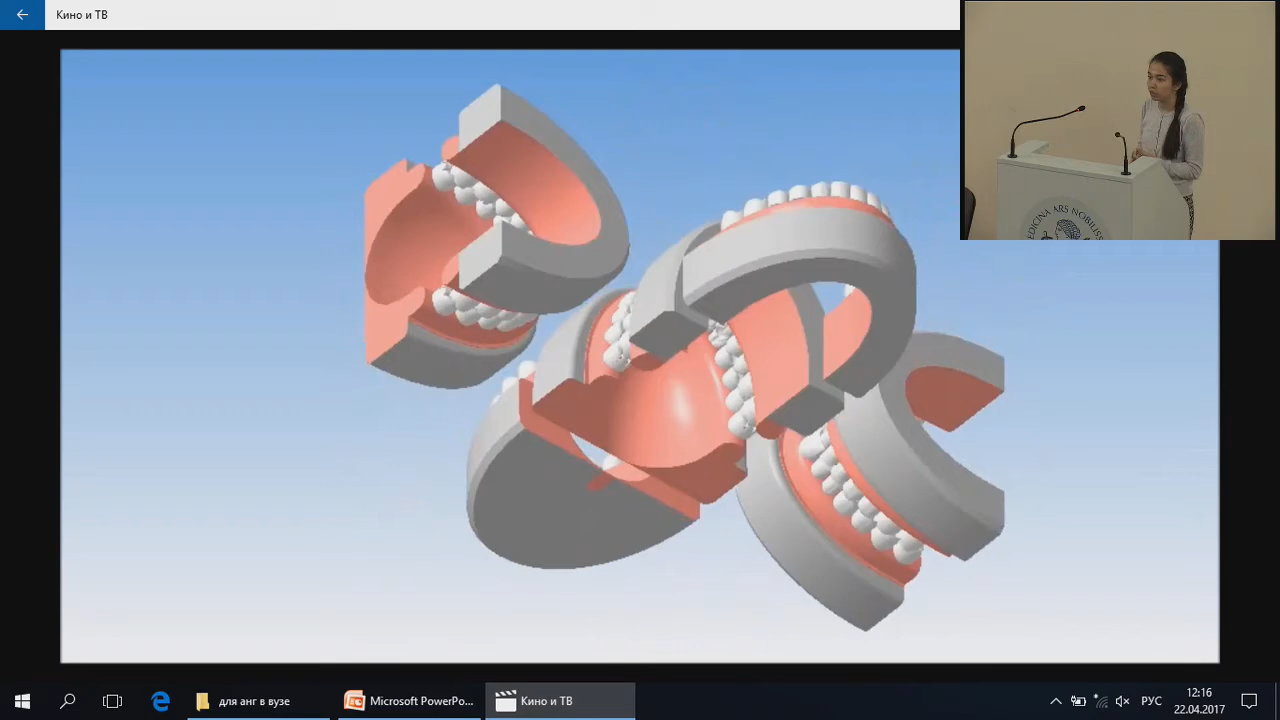 Кино и ТВ
MEDICINA ARS NOBILISS
для анг в вузе
Microsoft PowerPo...
Кино и ТВ
РУС
12:16
22.04.2017